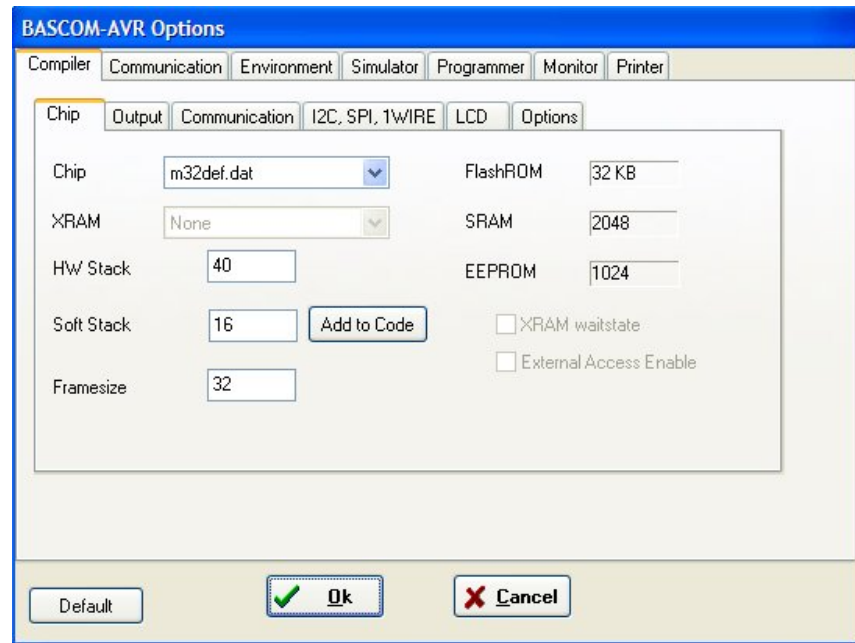 BASCOM-AVR Options
Compiler Communication Environment Simulator Programmer Monitor Printer
Chip Output Communication I2C, SPI, 1WIRE LCD Options
Chip m32def.dat FlashROM 32 KB
XRAM None SRAM 2048
HW Stack 40 EEPROM 1024
Soft Stack 16 Add to Code XRAM waitstate
External Access Enable
Framesize 32
Default Ok Cancel